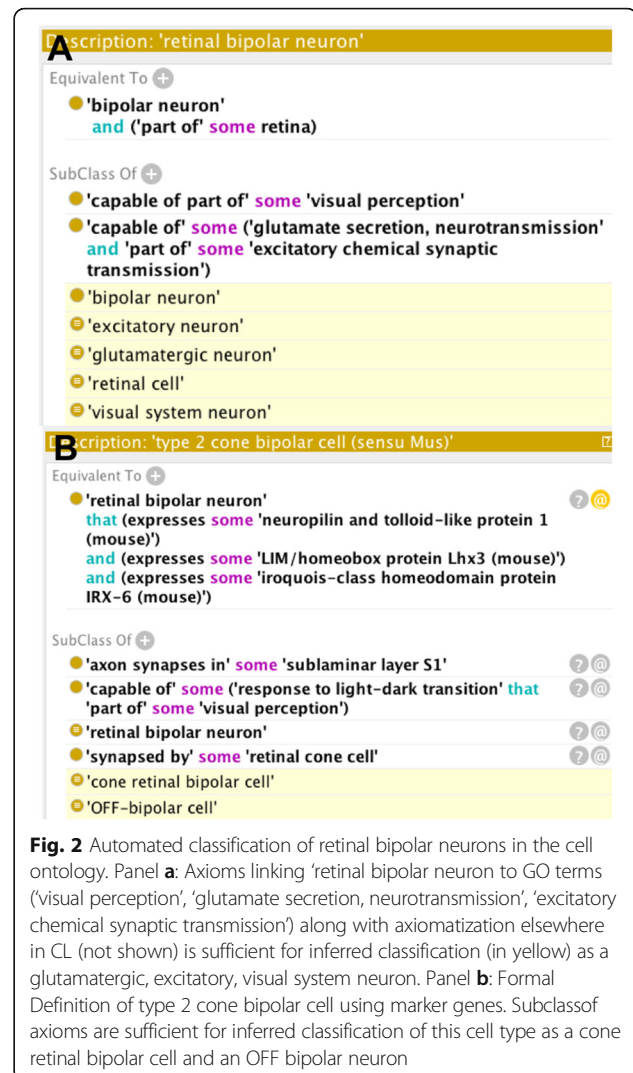 A
Description: 'retinal bipolar neuron'
Equivalent To +
'bipolar neuron'
and ('part of' some retina)
SubClass Of +
'capable of part of' some 'visual perception'
'capable of' some ('glutamate secretion, neurotransmission'
and 'part of' some 'excitatory chemical synaptic
transmission')
'bipolar neuron'
'excitatory neuron'
'glutamatergic neuron'
'retinal cell'
'visual system neuron'
B
Description: 'type 2 cone bipolar cell (sensu Mus)' ?
Equivalent To +
'retinal bipolar neuron' ? @
that (expresses some 'neuropilin and tolloid-like protein 1
(mouse)')
and (expresses some 'LIM/homeobox protein Lhx3 (mouse)')
and (expresses some 'iroquois-class homeodomain protein
IRX-6 (mouse)')
SubClass Of +
'axon synapses in' some 'sublaminar layer S1' ? @
'capable of' some ('response to light-dark transition' that ? @
'part of' some 'visual perception')
'retinal bipolar neuron' ? @
'synapsed by' some 'retinal cone cell' ? @
'cone retinal bipolar cell'
'OFF-bipolar cell'
Fig. 2 Automated classification of retinal bipolar neurons in the cell
ontology. Panel a: Axioms linking 'retinal bipolar neuron to GO terms
('visual perception', 'glutamate secretion, neurotransmission', 'excitatory
chemical synaptic transmission') along with axiomatization elsewhere
in CL (not shown) is sufficient for inferred classification (in yellow) as a
glutamatergic, excitatory, visual system neuron. Panel b: Formal
Definition of type 2 cone bipolar cell using marker genes. Subclassof
axioms are sufficient for inferred classification of this cell type as a cone
retinal bipolar cell and an OFF bipolar neuron